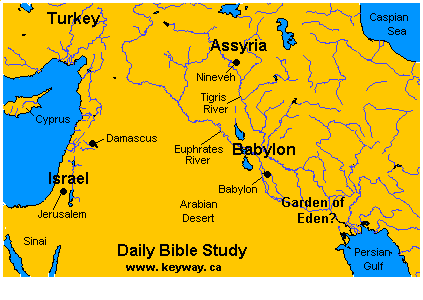 Turkey
Caspian
Sea
Assyria
Nineveh
Tigris
River
Cyprus
Damascus
Euphrates
River
Babylon
Israel
Babylon
Jerusalem
Arabian
Desert
Garden of
Eden?
Sinai
Daily Bible Study
www.keyway.ca
Persian
Gulf